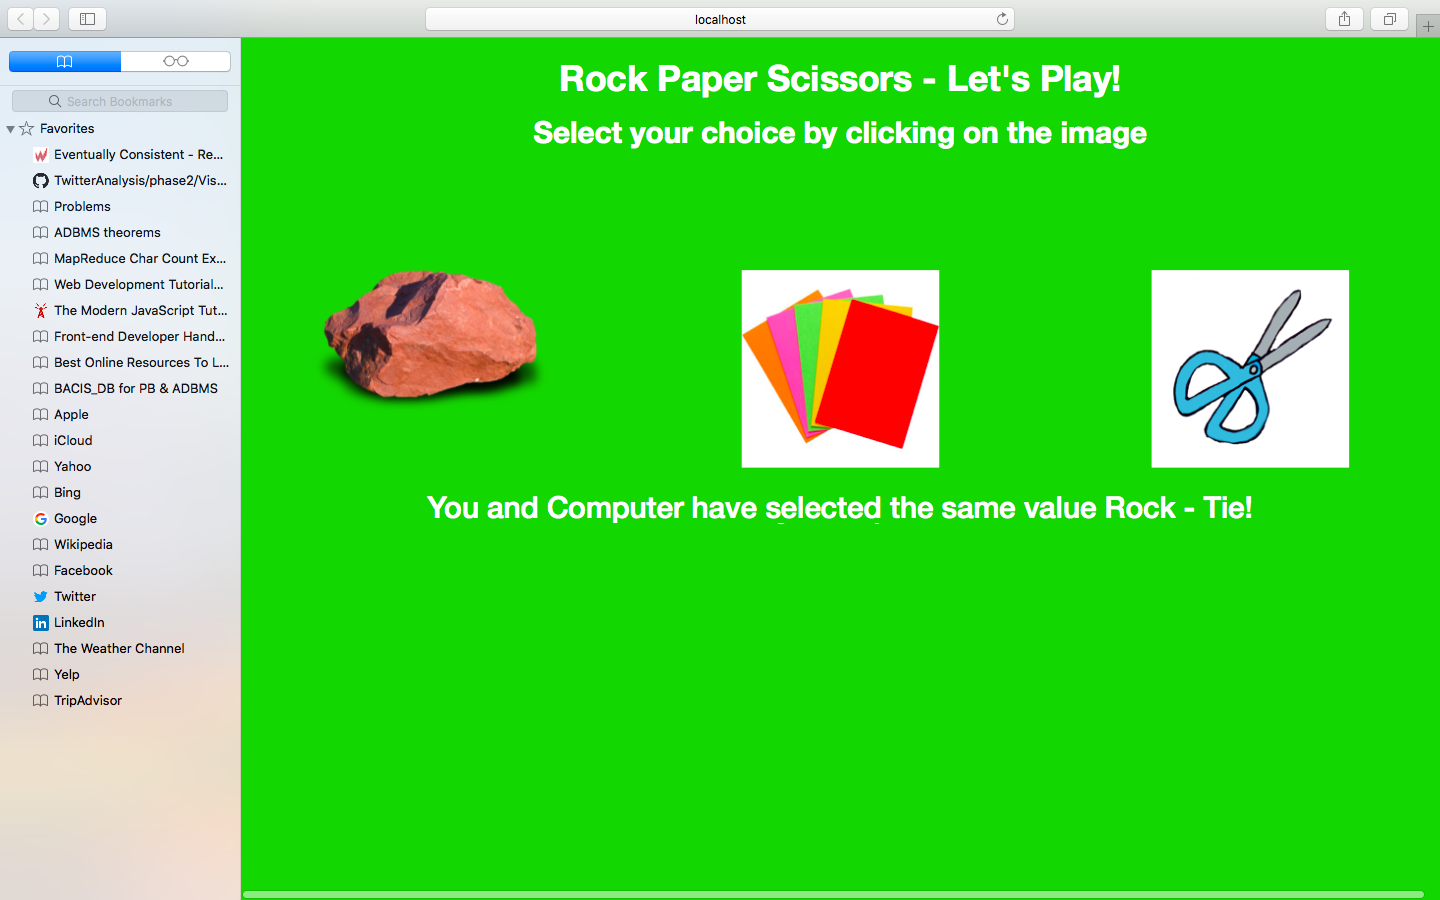 localhost
Search Bookmarks
Favorites
Eventually Consistent - Re...
TwitterAnalysis/phase2/Vis...
Problems
ADBMS theorems
MapReduce Char Count Ex...
Web Development Tutorial...
The Modern JavaScript Tut...
Front-end Developer Hand...
Best Online Resources To L...
BACIS_DB for PB & ADBMS
Apple
iCloud
Yahoo
Bing
Google
Wikipedia
Facebook
Twitter
LinkedIn
The Weather Channel
Yelp
TripAdvisor
Rock Paper Scissors - Let's Play!
Select your choice by clicking on the image
You and Computer have selected the same value Rock - Tie!